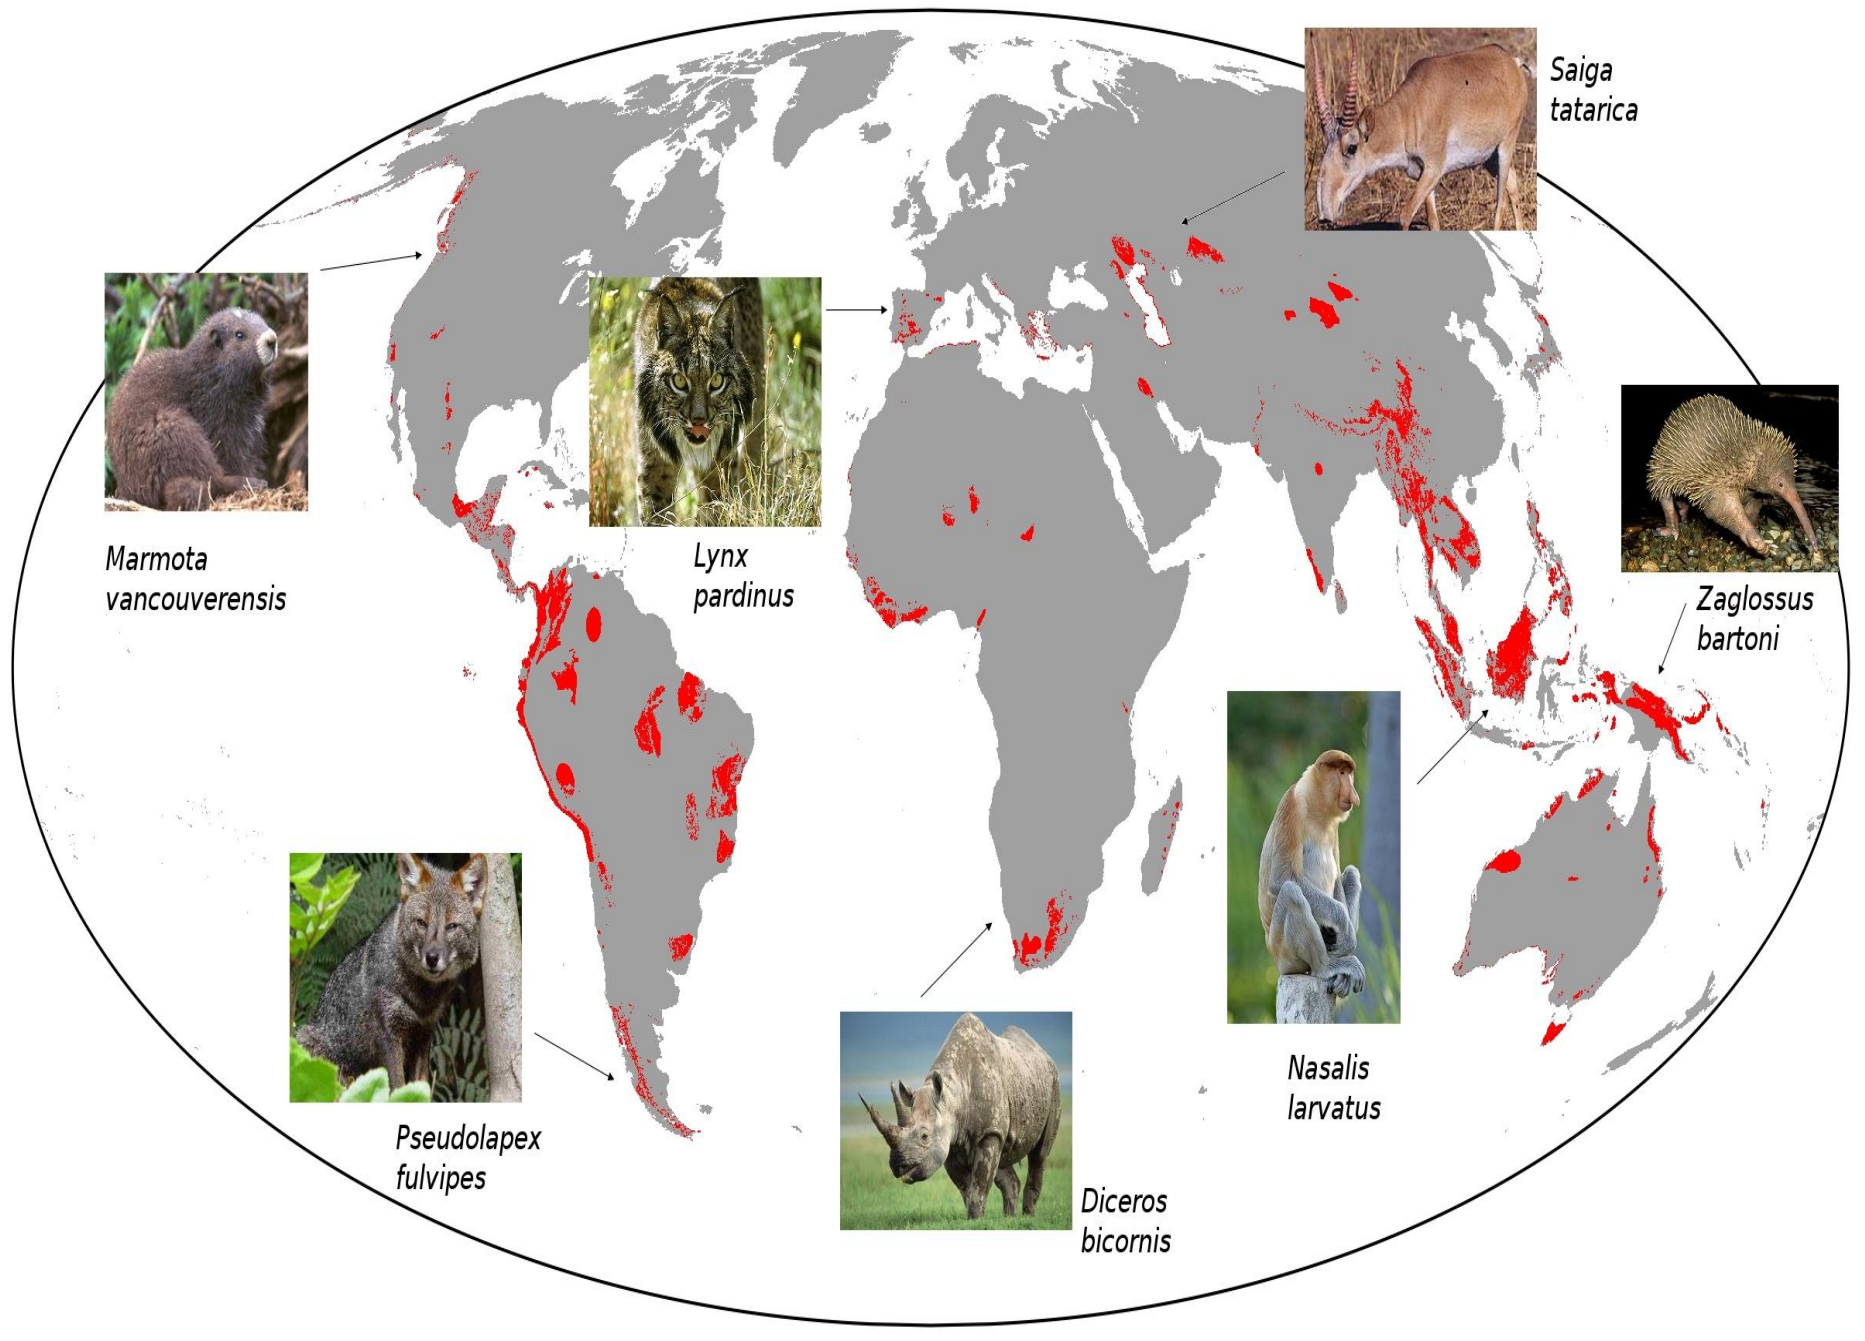 Saiga
tatarica
Marmota
vancouverensis
Lynx
pardinus
Zaglossus
bartoni
Pseudolapex
fulvipes
Nasalis
larvatus
Diceros
bicornis